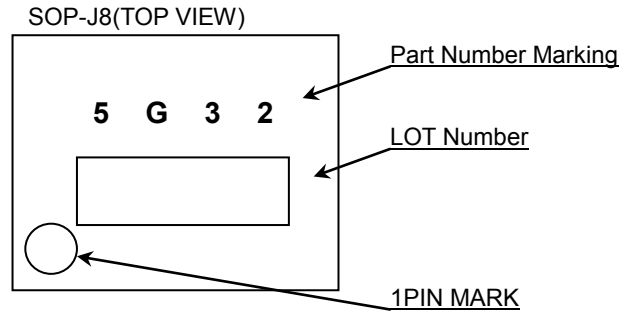 SOP-J8(TOP VIEW)
Part Number Marking
5 G 3 2
LOT Number
1PIN MARK